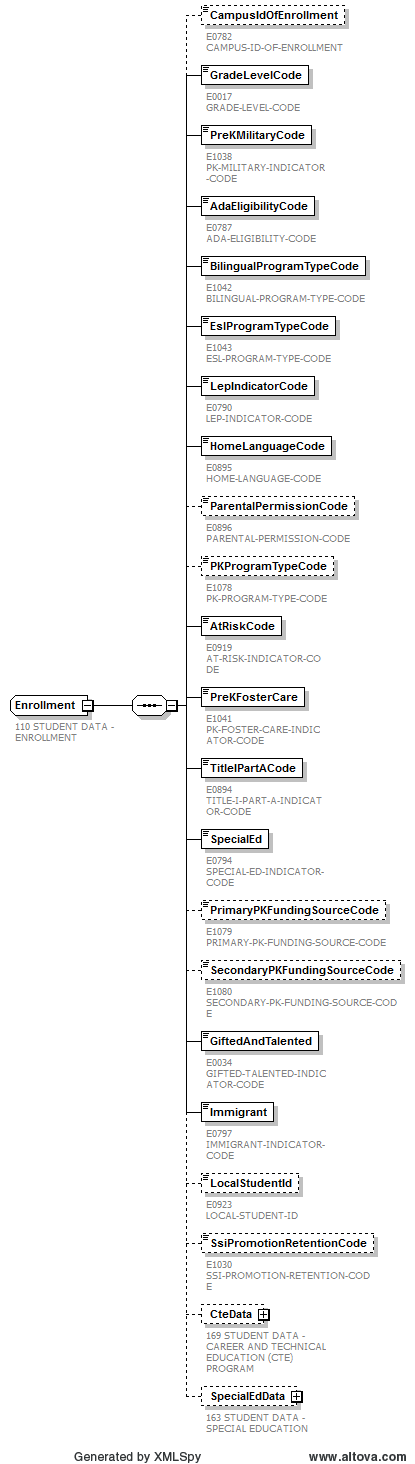 CampusIdOfEnrollment
E0782
CAMPUS-ID-OF-ENROLLMENT
GradeLevelCode
E0017
GRADE-LEVEL-CODE
PreKMilitaryCode
E1038
PK-MILITARY-INDICATOR
-CODE
AdaEligibilityCode
E0787
ADA-ELIGIBILITY-CODE
BilingualProgramTypeCode
E1042
BILINGUAL-PROGRAM-TYPE-CODE
EslProgramTypeCode
E1043
ESL-PROGRAM-TYPE-CODE
LepIndicatorCode
E0790
LEP-INDICATOR-CODE
HomeLanguageCode
E0895
HOME-LANGUAGE-CODE
ParentalPermissionCode
E0896
PARENTAL-PERMISSION-CODE
PKProgramTypeCode
E1078
PK-PROGRAM-TYPE-CODE
AtRiskCode
E0919
AT-RISK-INDICATOR-CO
DE
Enrollment
110 STUDENT DATA -
ENROLLMENT
PreKFosterCare
E1041
PK-FOSTER-CARE-INDIC
ATOR-CODE
TitleIPartACode
E0894
TITLE-I-PART-A-INDICAT
OR-CODE
SpecialEd
E0794
SPECIAL-ED-INDICATOR-
CODE
PrimaryPKFundingSourceCode
E1079
PRIMARY-PK-FUNDING-SOURCE-CODE
SecondaryPKFundingSourceCode
E1080
SECONDARY-PK-FUNDING-SOURCE-COD
E
GiftedAndTalented
E0034
GIFTED-TALENTED-INDIC
ATOR-CODE
Immigrant
E0797
IMMIGRANT-INDICATOR-
CODE
LocalStudentId
E0923
LOCAL-STUDENT-ID
SsiPromotionRetentionCode
E1030
SSI-PROMOTION-RETENTION-COD
E
CteData
169 STUDENT DATA -
CAREER AND TECHNICAL
EDUCATION (CTE)
PROGRAM
SpecialEdData
163 STUDENT DATA -
SPECIAL EDUCATION
Generated by XMLSpy
www.altova.com